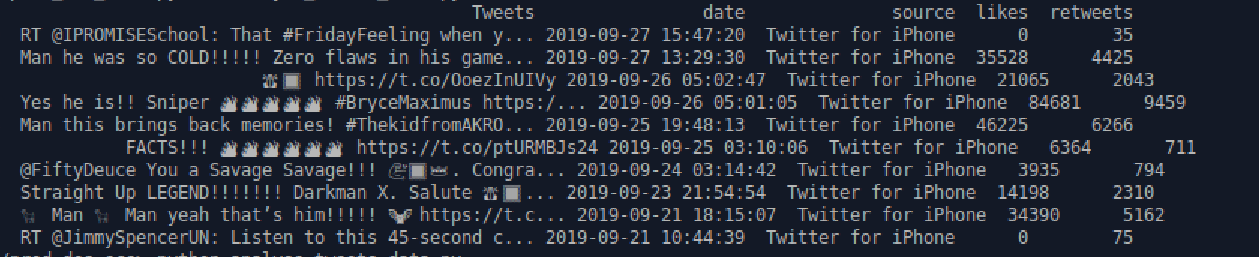 Tweets date source likes retweets
RT @IPROMISESchool: That #FridayFeeling when y... 2019-09-27 15:47:20 Twitter for iPhone 0 35
Man he was so COLD!!!!! Zero flaws in his game... 2019-09-27 13:29:30 Twitter for iPhone 35528 4425
https://t.co/OoezInUIVy 2019-09-26 05:02:47 Twitter for iPhone 21065 2043
Yes he is!! Sniper #BryceMaximus https:/... 2019-09-26 05:01:05 Twitter for iPhone 84681 9459
Man this brings back memories! #ThekidfromAKRO... 2019-09-25 19:48:13 Twitter for iPhone 46225 6266
FACTS!!! https://t.co/ptURMBJs24 2019-09-25 03:10:06 Twitter for iPhone 6364 711
@FiftyDeuce You a Savage Savage!!! . Congra... 2019-09-24 03:14:42 Twitter for iPhone 3935 794
Straight Up LEGEND!!!!!!! Darkman X. Salute ... 2019-09-23 21:54:54 Twitter for iPhone 14198 2310
Man Man yeah that’s him!!!!! https://t.c... 2019-09-21 18:15:07 Twitter for iPhone 34390 5162
RT @JimmySpencerUN: Listen to this 45-second c... 2019-09-21 10:44:39 Twitter for iPhone 0 75